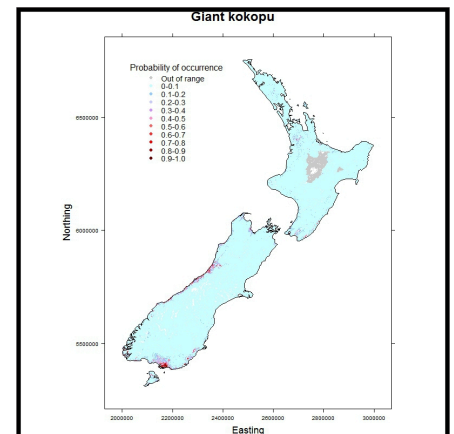 Giant kokopu
Probability of occurrence
Out of range
0-0.1
0.1-0.2
0.2-0.3
0.3-0.4
0.4-0.5
0.5-0.6
0.6-0.7
0.7-0.8
0.8-0.9
0.9-1.0
Northing
6500000
6000000
5500000
2000000 2200000 2400000 2600000 2800000 3000000
Easting